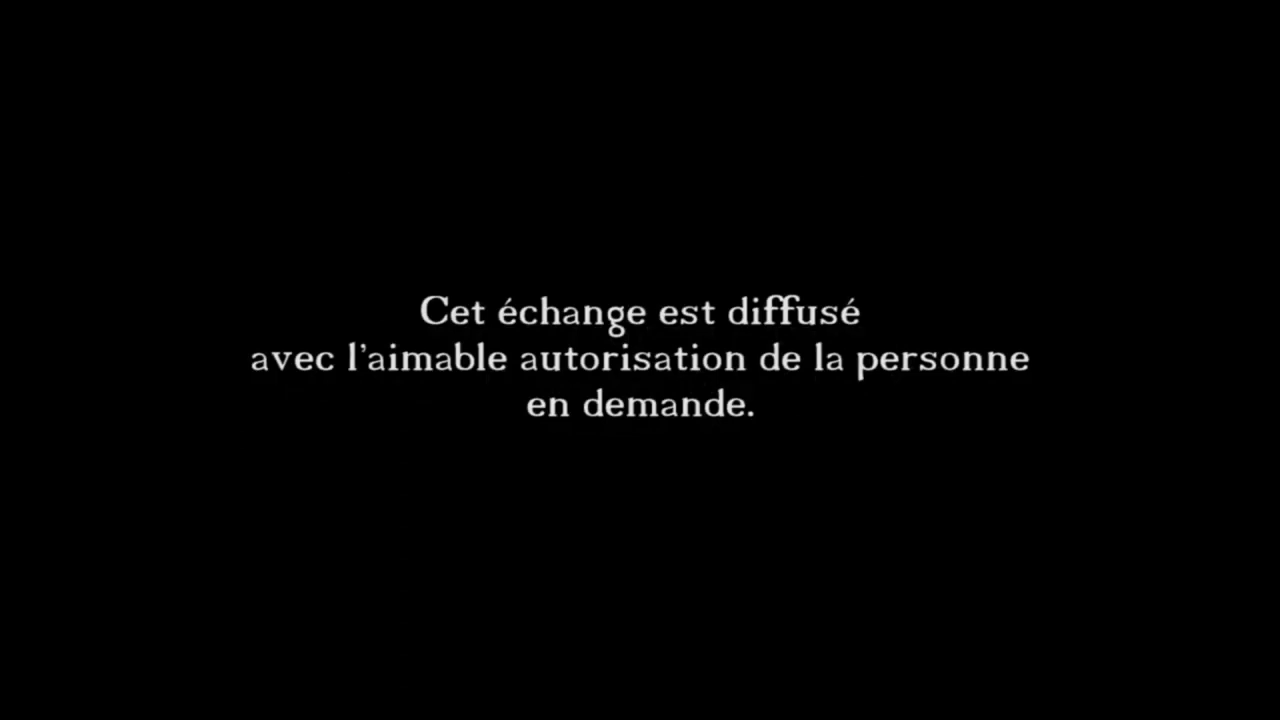 Cet échange est diffusé
avec l'aimable autorisation de la personne
en demande.